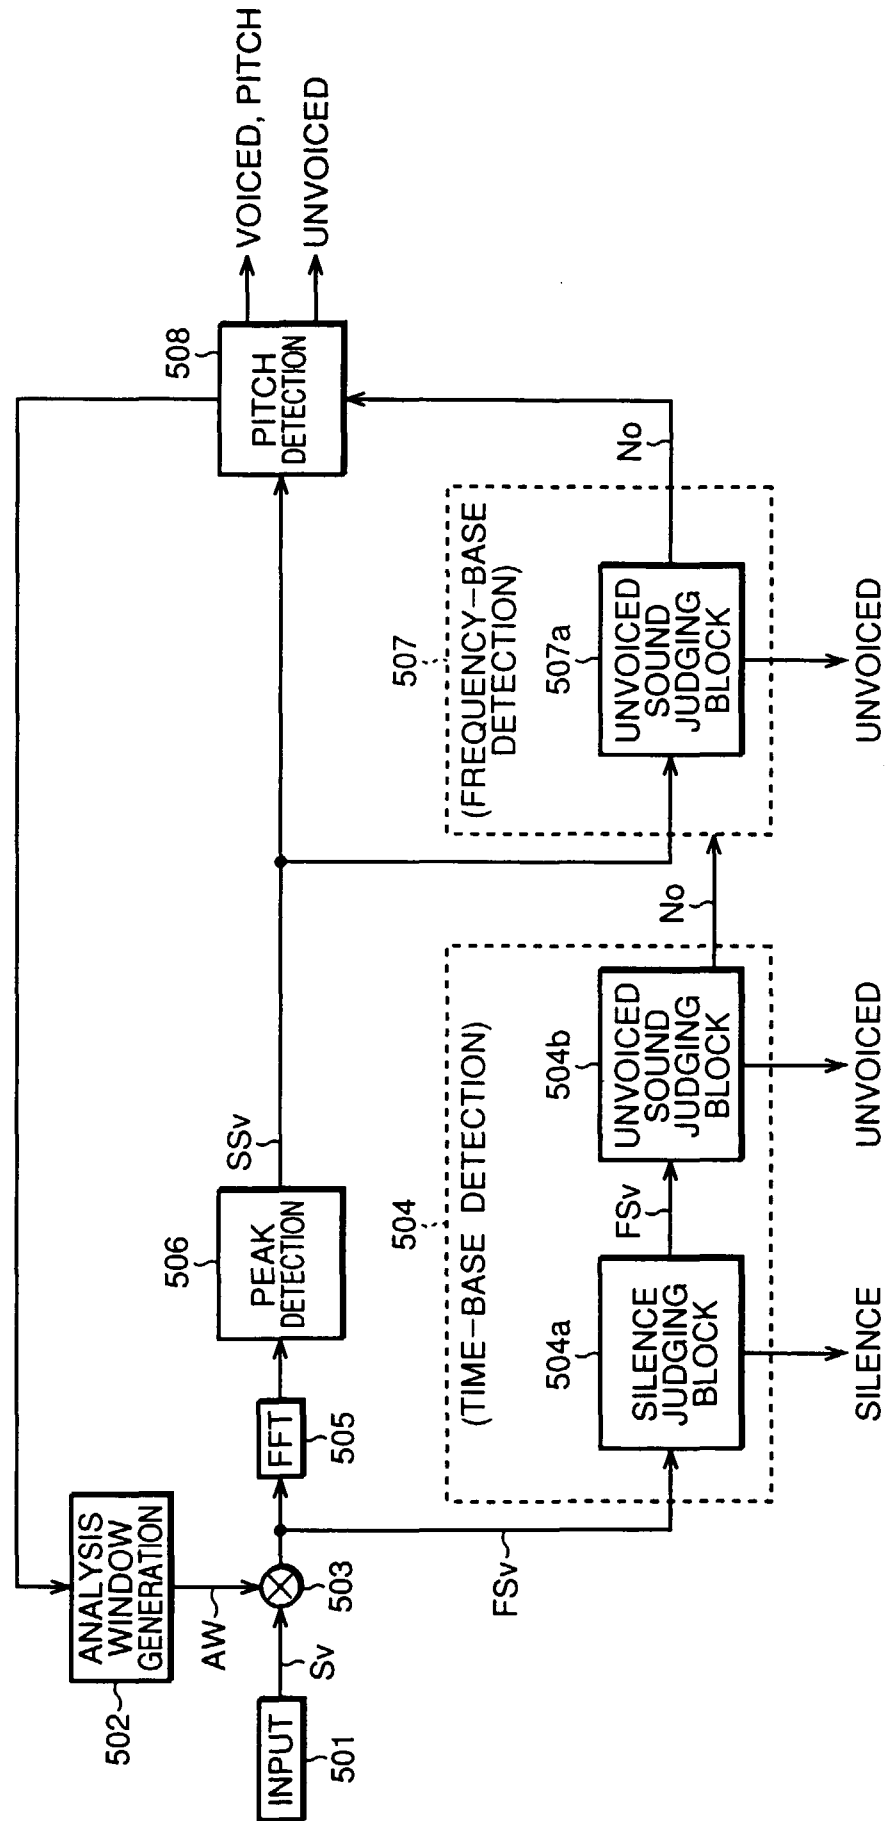 ANALYSIS
WINDOW
GENERATION
502
AW
INPUT
501
Sv
503
FFT
505
PEAK
DETECTION
506
SSv
PITCH
DETECTION
508
VOICED, PITCH
UNVOICED
FSv
504
(TIME-BASE DETECTION)
SILENCE
JUDGING
BLOCK
504a
SILENCE
FSv
UNVOICED
SOUND
JUDGING
BLOCK
504b
UNVOICED
No
507
(FREQUENCY-BASE
DETECTION)
UNVOICED
SOUND
JUDGING
BLOCK
507a
UNVOICED
No